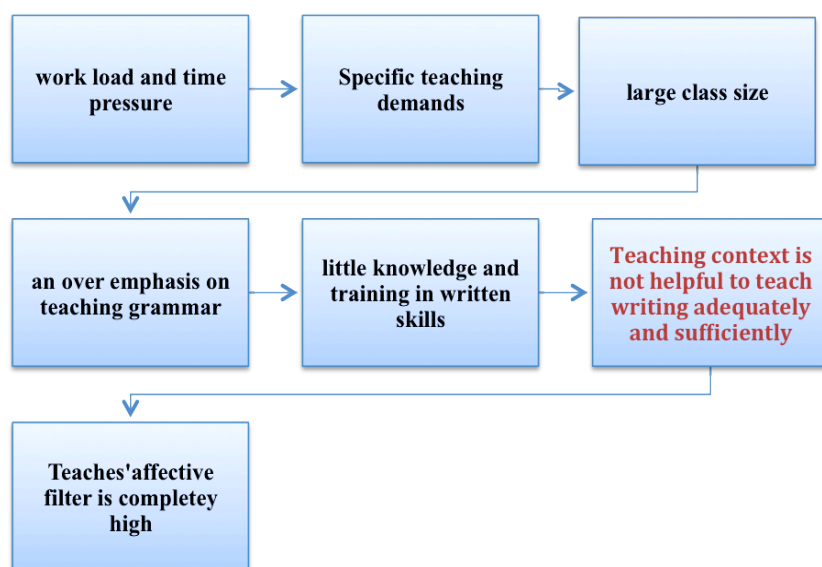 work load and time
pressure
Specific teaching
demands
large class size
an over emphasis on
teaching grammar
little knowledge and
training in written
skills
Teaching context is
not helpful to teach
writing adequately
and sufficiently
Teaches'affective
filter is completey
high